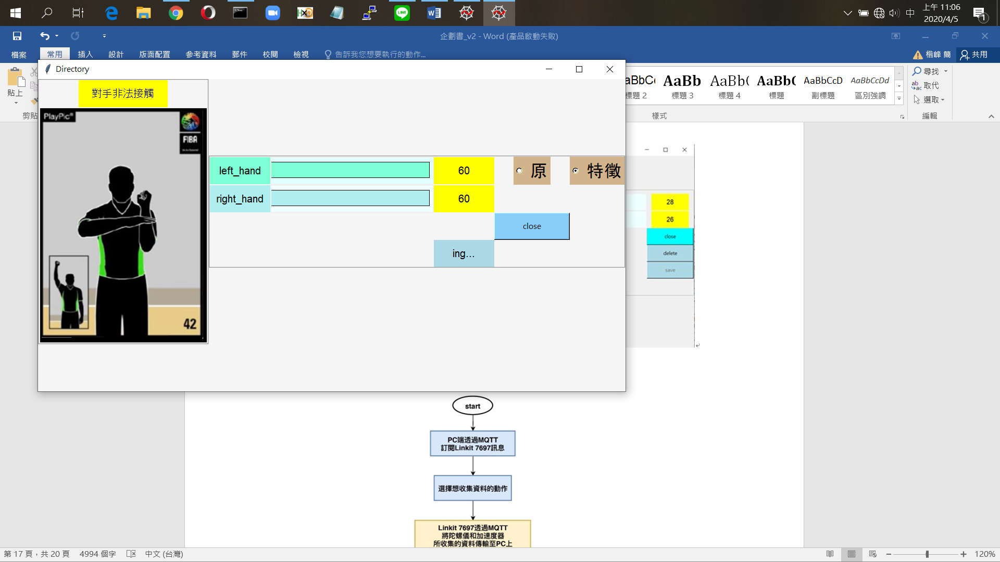 上午 11:06
中
2020/4/5
1
企劃書_v2 - Word (產品啟動失敗)
檔案 常用 插入 設計 版面配置 參考資料 郵件 校閱 檢視 告訴我您想要執行的動作... 楷峰 簡 共用
Directory
貼上
剪貼
aBbCc AaBb AaBb( AaBb( AaBbCcD AaBbCcDd
標題 2 標題 3 標題 4 標題 副標題 區別強調
樣式
尋找
取代
選取
編輯
對手非法接觸
PlayPic®
FIBA
We Are Basketball
42
left_hand 60 原 特徵
right_hand 60
close
ing...
28
26
close
delete
save
start
PC端透過MQTT
訂閱Linkit 7697訊息
選擇想收集資料的動作
Linkit 7697透過MQTT
將陀螺儀和加速度器
所收集的資料傳輸至PC上
第 17 頁，共 20 頁 4994 個字 中文 (台灣) 120%